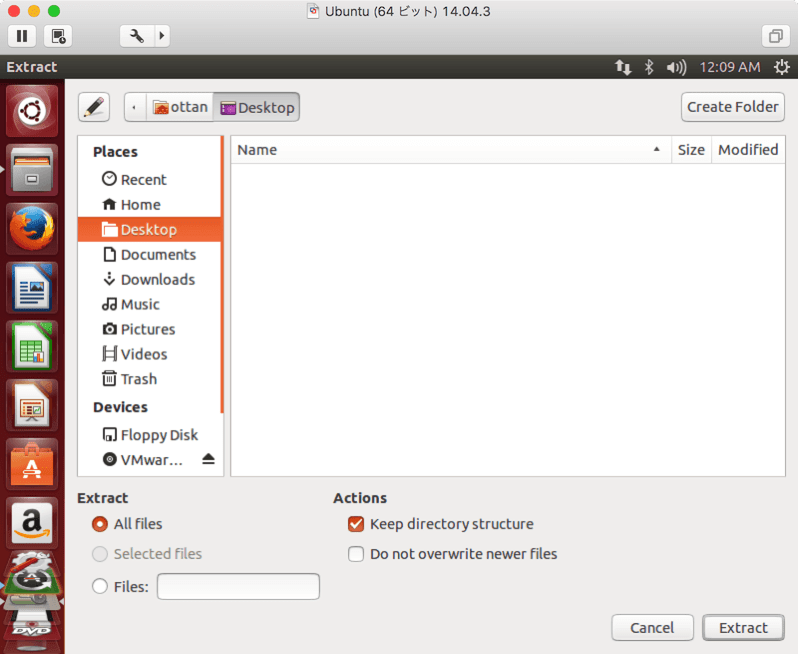 Ubuntu (64 ビット) 14.04.3
Extract
12:09 AM
ottan
Desktop
Create Folder
Places
Recent
Home
Desktop
Documents
Downloads
Music
Pictures
Videos
Trash
Devices
Floppy Disk
VMwar...
Name
Size
Modified
Extract
All files
Selected files
Files:
Actions
Keep directory structure
Do not overwrite newer files
Cancel
Extract
a
DVD